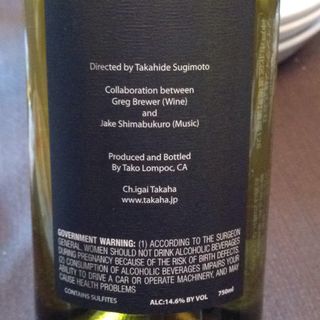 Directed by Takahide Sugimoto
Collaboration between
Greg Brewer (Wine)
and
Jake Shimabukuro (Music)
Produced and Bottled
By Tako Lompoc, CA
Ch.igai Takaha
www.takaha.jp
GOVERNMENT WARNING: (1) ACCORDING TO THE SURGEON
GENERAL, WOMEN SHOULD NOT DRINK ALCOHOLIC BEVERAGES
DURING PREGNANCY BECAUSE OF THE RISK OF BIRTH DEFECTS.
(2) CONSUMPTION OF ALCOHOLIC BEVERAGES IMPAIRS YOUR
ABILITY TO DRIVE A CAR OR OPERATE MACHINERY, AND MAY
CAUSE HEALTH PROBLEMS
CONTAINS SULFITES
ALC:14.6% BY VOL
750ml